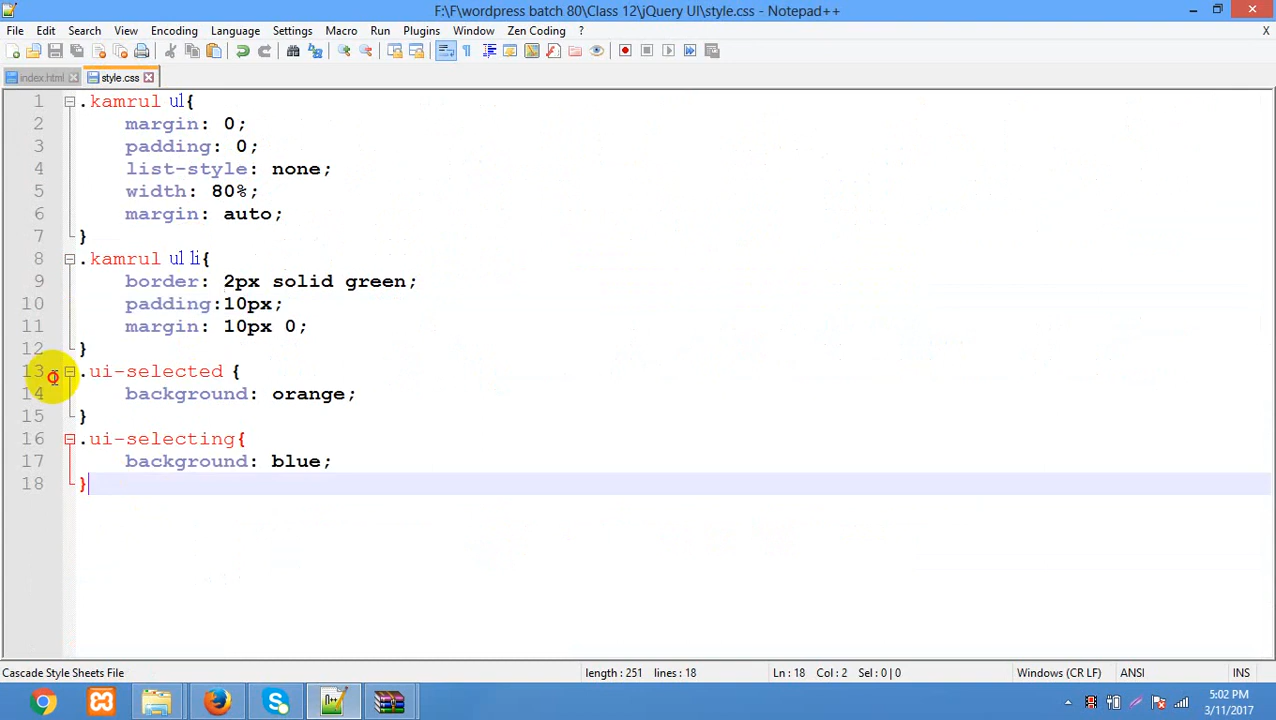 F:\F\wordpress batch 80\Class 12\jQuery UI\style.css - Notepad++
File Edit Search View Encoding Language Settings Macro Run Plugins Window Zen Coding ? X
index.html style.css
1 .kamrul ul{
2 margin: 0;
3 padding: 0;
4 list-style: none;
5 width: 80%;
6 margin: auto;
7 }
8 .kamrul ul li{
9 border: 2px solid green;
10 padding:10px;
11 margin: 10px 0;
12 }
13 .ui-selected {
14 background: orange;
15 }
16 .ui-selecting{
17 background: blue;
18 }
Cascade Style Sheets File length : 251 lines : 18 Ln : 18 Col : 2 Sel : 0 | 0 Windows (CR LF) ANSI INS
5:02 PM
3/11/2017